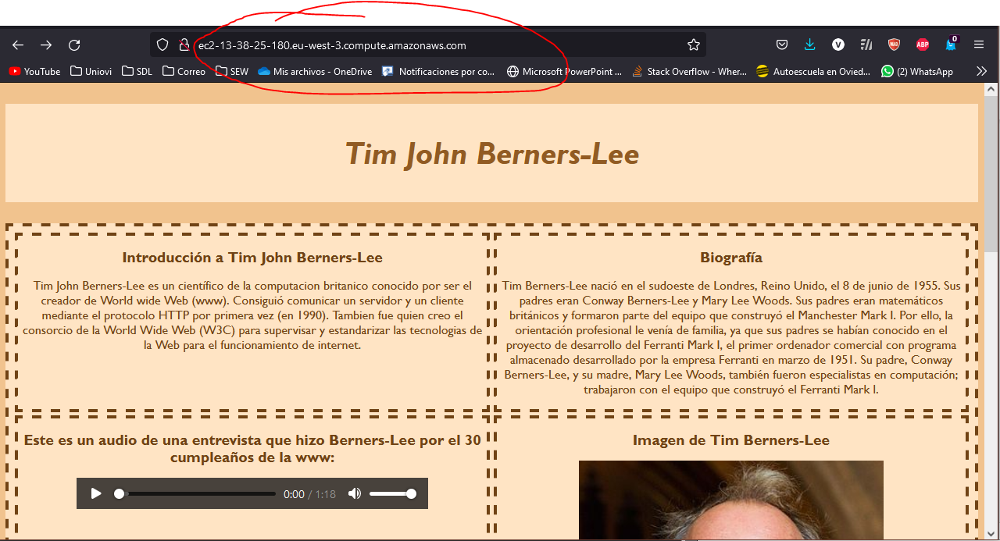 ec2-13-38-25-180.eu-west-3.compute.amazonaws.com
V
WAS
ABP
0
YouTube Uniovi SDL Correo SEW Mis archivos - OneDrive Notificaciones por co... Microsoft PowerPoint ... Stack Overflow - Wher... Autoescuela en Ovied... (2) WhatsApp
Tim John Berners-Lee
Introducción a Tim John Berners-Lee
Tim John Berners-Lee es un científico de la computacion britanico conocido por ser el
creador de World wide Web (www). Consiguió comunicar un servidor y un cliente
mediante el protocolo HTTP por primera vez (en 1990). Tambien fue quien creo el
consorcio de la World Wide Web (W3C) para supervisar y estandarizar las tecnologias de
la Web para el funcionamiento de internet.
Biografía
Tim Berners-Lee nació en el sudoeste de Londres, Reino Unido, el 8 de junio de 1955. Sus
padres eran Conway Berners-Lee y Mary Lee Woods. Sus padres eran matemáticos
británicos y formaron parte del equipo que construyó el Manchester Mark I. Por ello, la
orientación profesional le venía de familia, ya que sus padres se habían conocido en el
proyecto de desarrollo del Ferranti Mark I, el primer ordenador comercial con programa
almacenado desarrollado por la empresa Ferranti en marzo de 1951. Su padre, Conway
Berners-Lee, y su madre, Mary Lee Woods, también fueron especialistas en computación;
trabajaron con el equipo que construyó el Ferranti Mark I.
Este es un audio de una entrevista que hizo Berners-Lee por el 30
cumpleaños de la www:
0:00 / 1:18
Imagen de Tim Berners-Lee